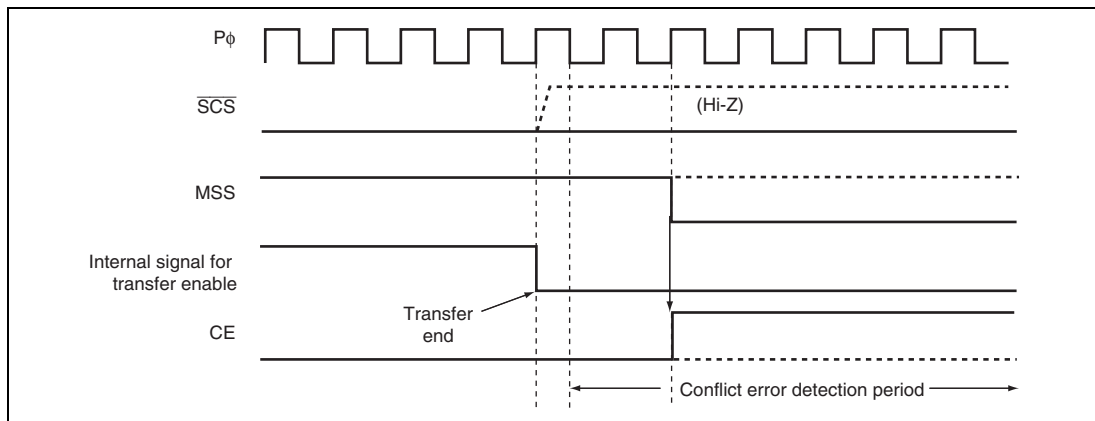 Pϕ
SCS
(Hi-Z)
MSS
Internal signal for
transfer enable
Transfer
end
CE
Conflict error detection period